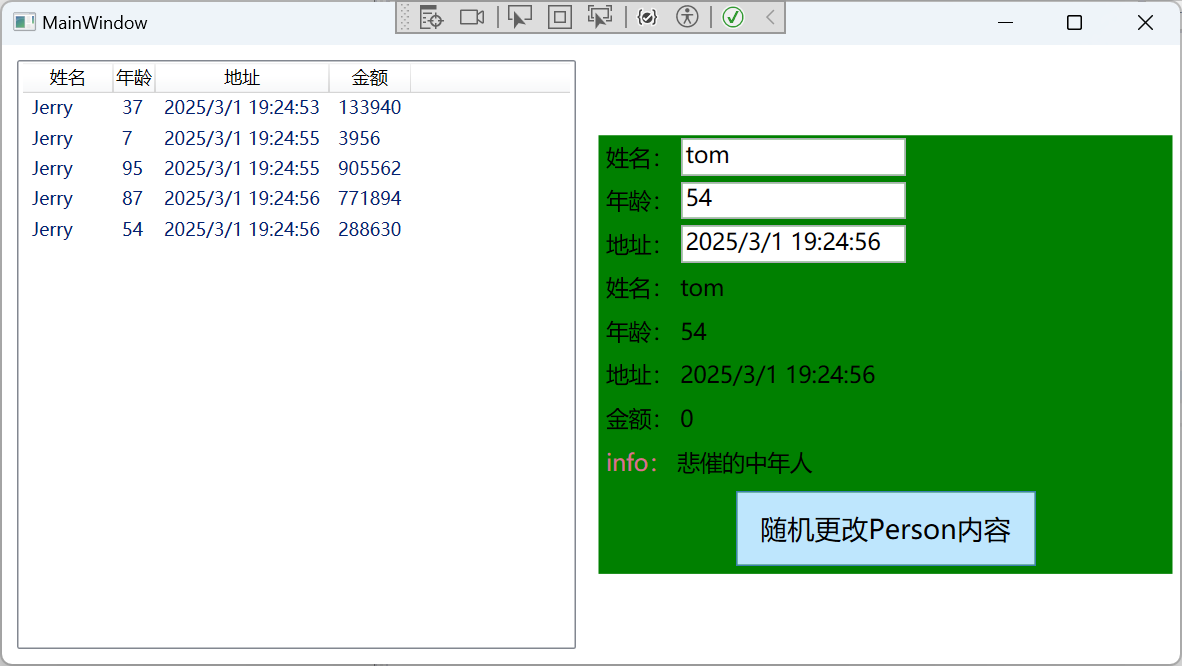 MainWindow
姓名 年龄 地址 金额
Jerry 37 2025/3/1 19:24:53 133940
Jerry 7 2025/3/1 19:24:55 3956
Jerry 95 2025/3/1 19:24:55 905562
Jerry 87 2025/3/1 19:24:56 771894
Jerry 54 2025/3/1 19:24:56 288630
姓名： tom
年龄： 54
地址： 2025/3/1 19:24:56
姓名： tom
年龄： 54
地址： 2025/3/1 19:24:56
金额： 0
info： 悲催的中年人
随机更改Person内容